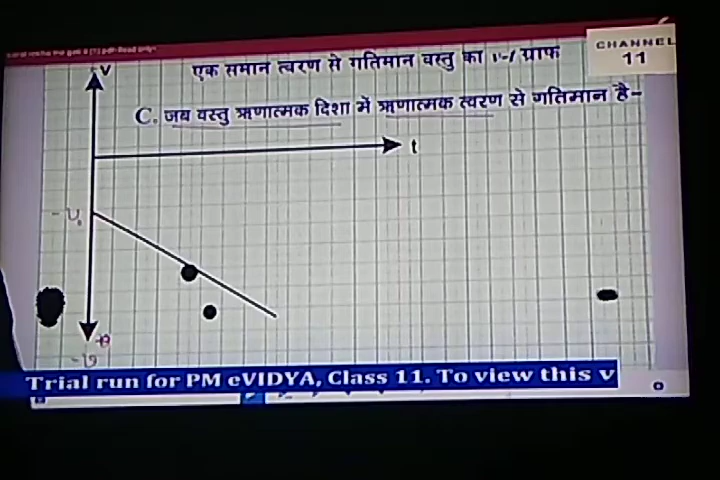 CHANNEL
11
एक समान त्वरण से गतिमान वस्तु का v-t ग्राफ
C. जब वस्तु ऋणात्मक दिशा में ऋणात्मक त्वरण से गतिमान है-
v
t
Trial run for PM eVIDYA, Class 11. To view this v